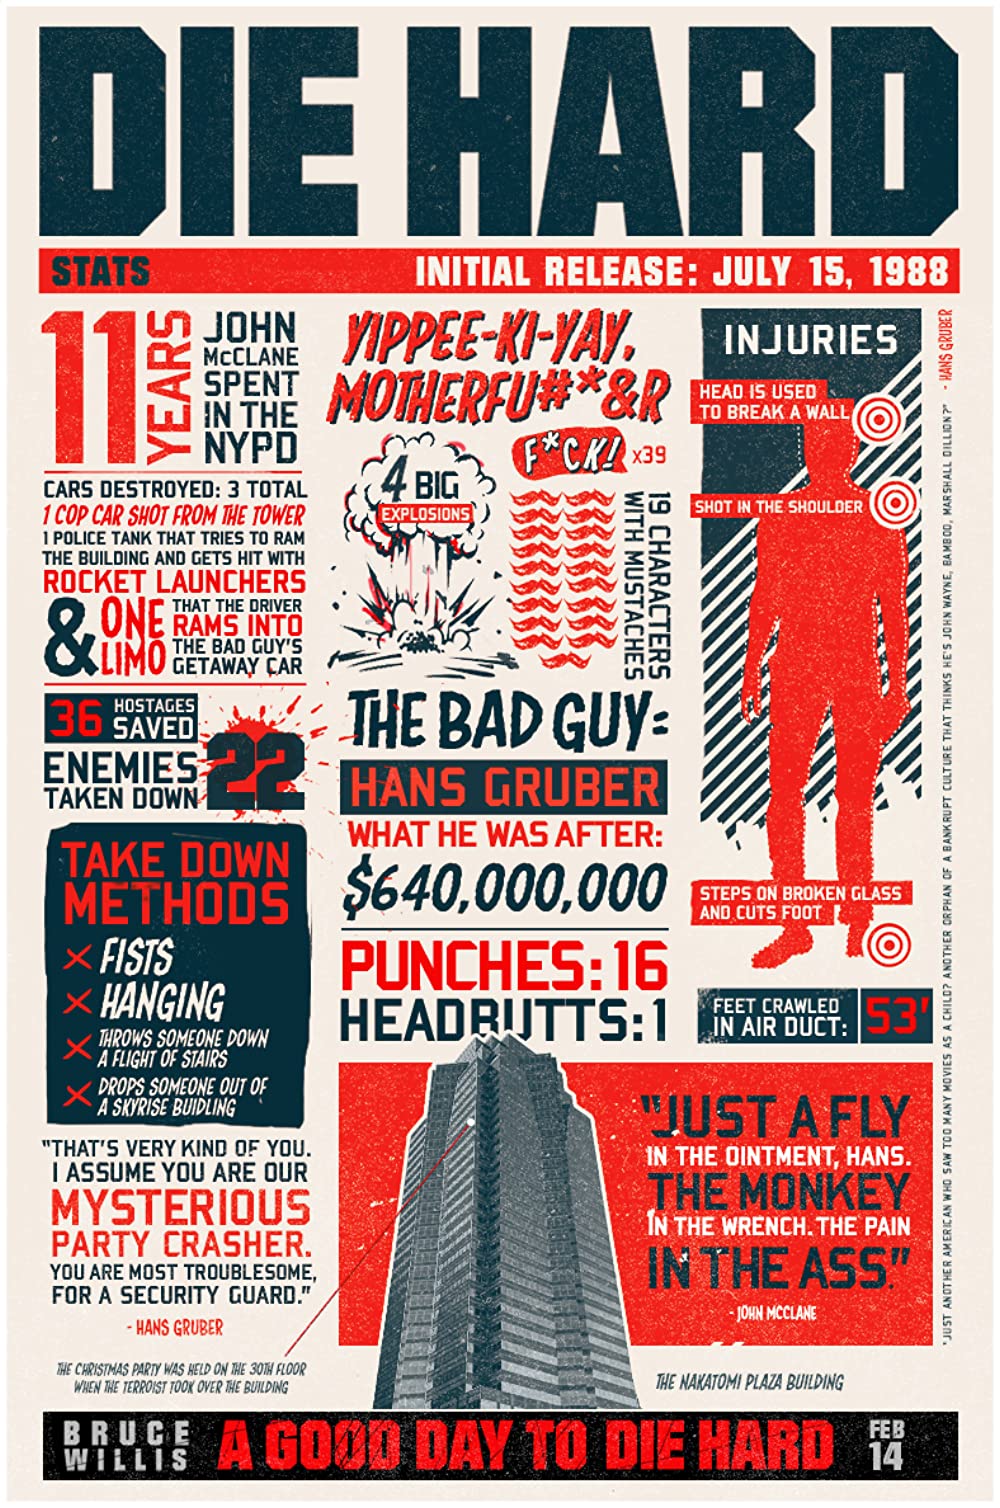 DIE HARD
STATS
INITIAL RELEASE: JULY 15, 1988
11
YEARS
JOHN
McCLANE
SPENT
IN THE
NYPD
CARS DESTROYED: 3 TOTAL
1 COP CAR SHOT FROM THE TOWER
1 POLICE TANK THAT TRIES TO RAM
THE BUILDING AND GETS HIT WITH
ROCKET LAUNCHERS
& ONE
LIMO
THAT THE DRIVER
RAMS INTO
THE BAD GUY'S
GETAWAY CAR
36
HOSTAGES
SAVED
ENEMIES
TAKEN DOWN
22
TAKE DOWN
METHODS
X FISTS
X HANGING
X THROWS SOMEONE DOWN
A FLIGHT OF STAIRS
X DROPS SOMEONE OUT OF
A SKYRISE BUIDLING
"THAT'S VERY KIND OF YOU.
I ASSUME YOU ARE OUR
MYSTERIOUS
PARTY CRASHER.
YOU ARE MOST TROUBLESOME,
FOR A SECURITY GUARD."
- HANS GRUBER
THE CHRISTMAS PARTY WAS HELD ON THE 30TH FLOOR
WHEN THE TERROIST TOOK OVER THE BUILDING
YIPPEE-KI-YAY,
MOTHERFU#*&R
4 BIG
EXPLOSIONS
F*CK! x39
19 CHARACTERS
WITH MUSTACHES
THE BAD GUY:
HANS GRUBER
WHAT HE WAS AFTER:
$640,000,000
PUNCHES: 16
HEADBUTTS: 1
INJURIES
HEAD IS USED
TO BREAK A WALL
SHOT IN THE SHOULDER
STEPS ON BROKEN GLASS
AND CUTS FOOT
FEET CRAWLED
IN AIR DUCT:
53'
"JUST A FLY
IN THE OINTMENT, HANS.
THE MONKEY
IN THE WRENCH. THE PAIN
IN THE ASS."
- JOHN MCCLANE
THE NAKATOMI PLAZA BUILDING
"JUST ANOTHER AMERICAN WHO SAW TOO MANY MOVIES AS A CHILD? ANOTHER ORPHAN OF A BANKRUPT CULTURE THAT THINKS HE'S JOHN WAYNE, RAMBOO, MARSHALL DILLION?" - HANS GRUBER
BRUCE
WILLIS
A GOOD DAY TO DIE HARD
FEB
14